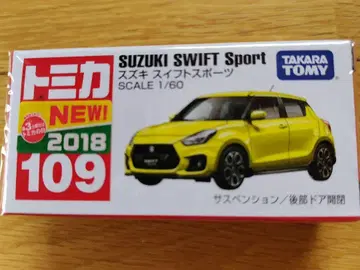 トミカ
NEW!
2018
109
SUZUKI SWIFT Sport
スズキ スイフトスポーツ
SCALE 1/60
TAKARA
TOMY
サスペンション/後部ドア開閉